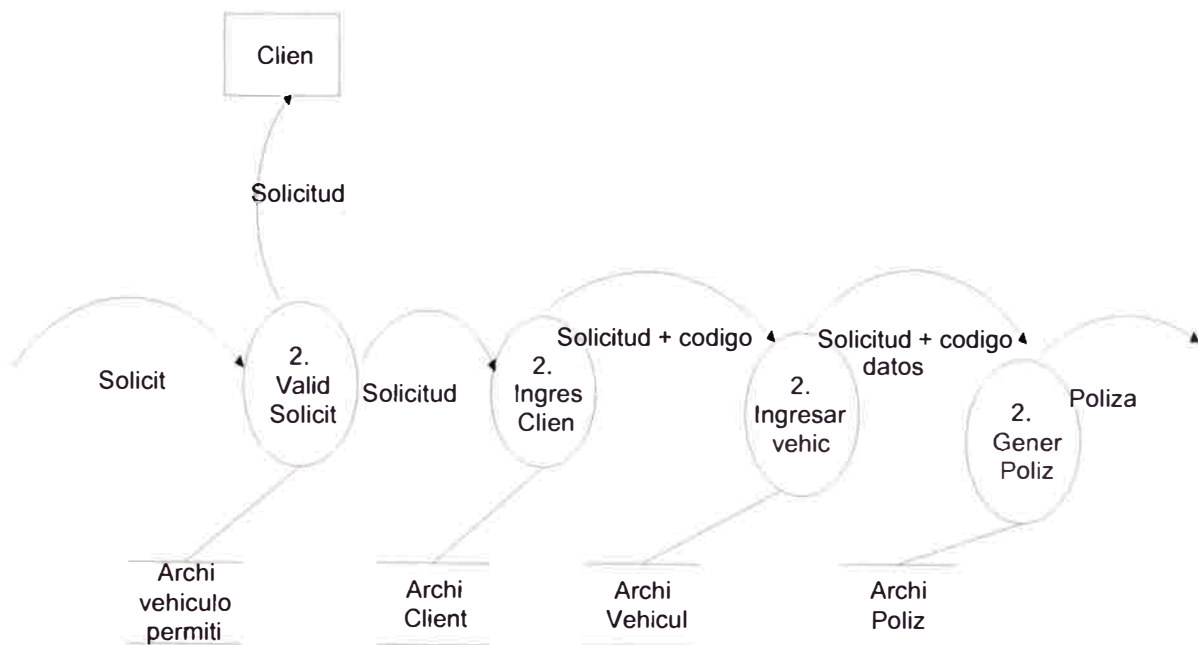 Clien
Solicitud
Solicit
2.
Valid
Solicit
Solicitud
2.
Ingres
Clien
Solicitud + codigo
2.
Ingresar
vehic
Solicitud + codigo
datos
2.
Gener
Poliz
Poliza
Archi
vehiculo
permiti
Archi
Client
Archi
Vehicul
Archi
Poliz